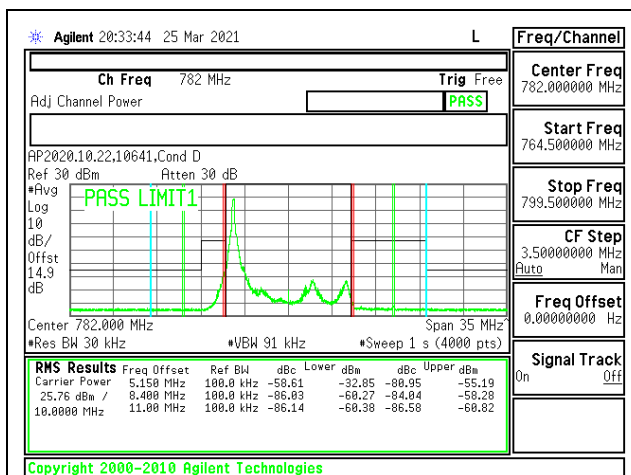 Agilent 20:33:44 25 Mar 2021 L
Freq/Channel
Ch Freq 782 MHz Trig Free
Adj Channel Power PASS
Center Freq
782.000000 MHz
Start Freq
764.500000 MHz
Stop Freq
799.500000 MHz
CF Step
3.50000000 MHz
Auto Man
Freq Offset
0.00000000 Hz
Signal Track
On Off
AP2020.10.22,10641,Cond D
Ref 30 dBm Atten 30 dB
#Avg
Log
10
dB/
Offst
14.9
dB
PASS LIMIT1
Center 782.000 MHz Span 35 MHz^
#Res BW 30 kHz #VBW 91 kHz #Sweep 1 s (4000 pts)
RMS Results Freq Offset Ref BW dBc Lower dBm dBc Upper dBm
Carrier Power 5.150 MHz 100.0 kHz -58.61 -32.85 -80.95 -55.19
25.76 dBm / 8.400 MHz 100.0 kHz -86.03 -60.27 -84.04 -58.28
10.0000 MHz 11.00 MHz 100.0 kHz -86.14 -60.38 -86.58 -60.82
Copyright 2000-2010 Agilent Technologies